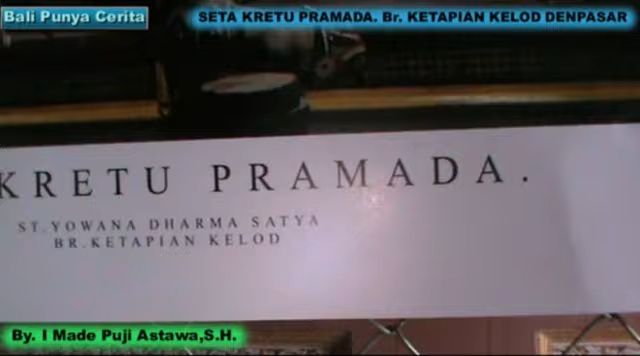 Bali Punya Cerita
SETA KRETU PRAMADA. Br. KETAPIAN KELOD DENPASAR
KRETU PRAMADA.
ST.YOWANA DHARMA SATYA
BR.KETAPIAN KELOD
By. I Made Puji Astawa,S.H.